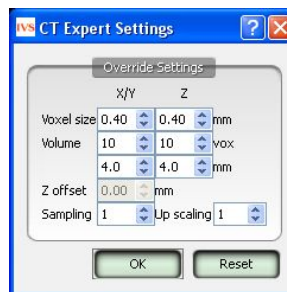 IVS CT Expert Settings ?
Override Settings
X/Y Z
Voxel size 0.40 0.40 mm
Volume 10 10 vox
4.0 4.0 mm
Z offset 0.00 mm
Sampling 1 Up scaling 1
OK Reset